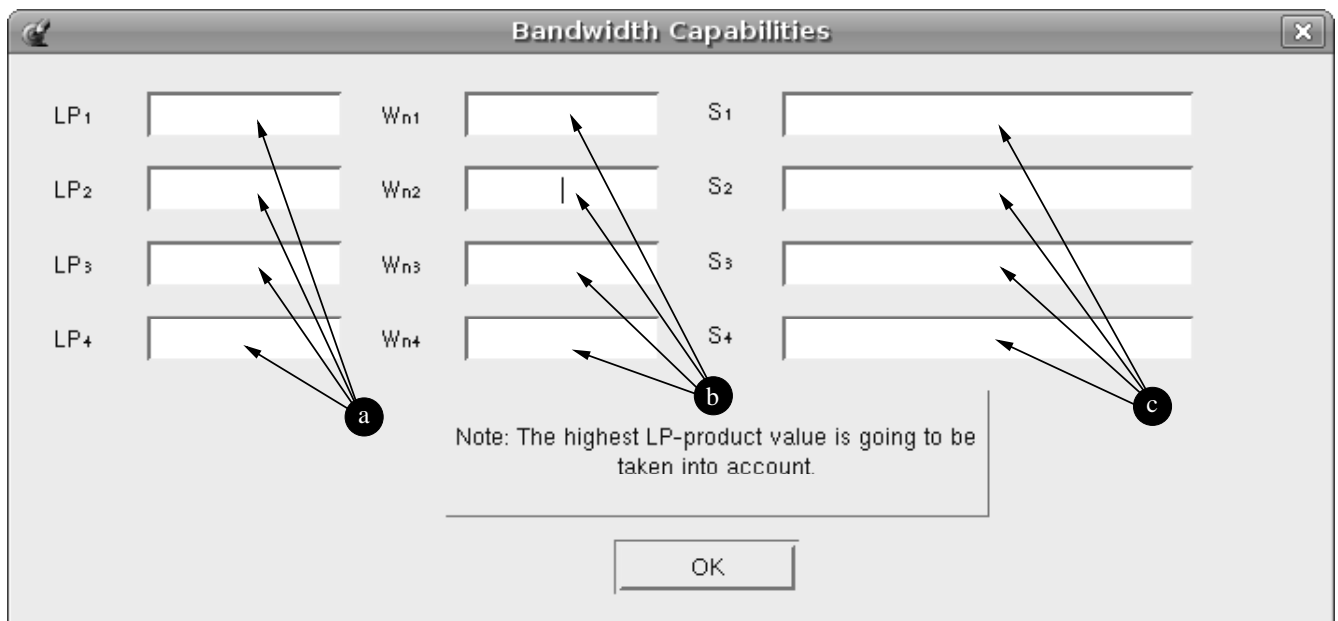 Bandwidth Capabilities
LP₁ Wn₁ S₁
LP₂ Wn₂ S₂
LP₃ Wn₃ S₃
LP₄ Wn₄ S₄
a b c
Note: The highest LP-product value is going to be
taken into account.
OK